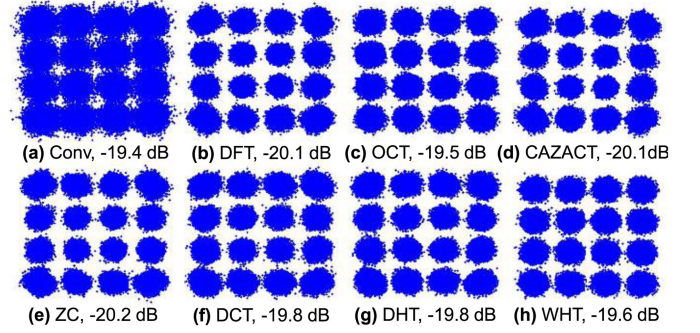 (a) Conv, -19.4 dB (b) DFT, -20.1 dB (c) OCT, -19.5 dB (d) CAZACT, -20.1dB
(e) ZC, -20.2 dB (f) DCT, -19.8 dB (g) DHT, -19.8 dB (h) WHT, -19.6 dB